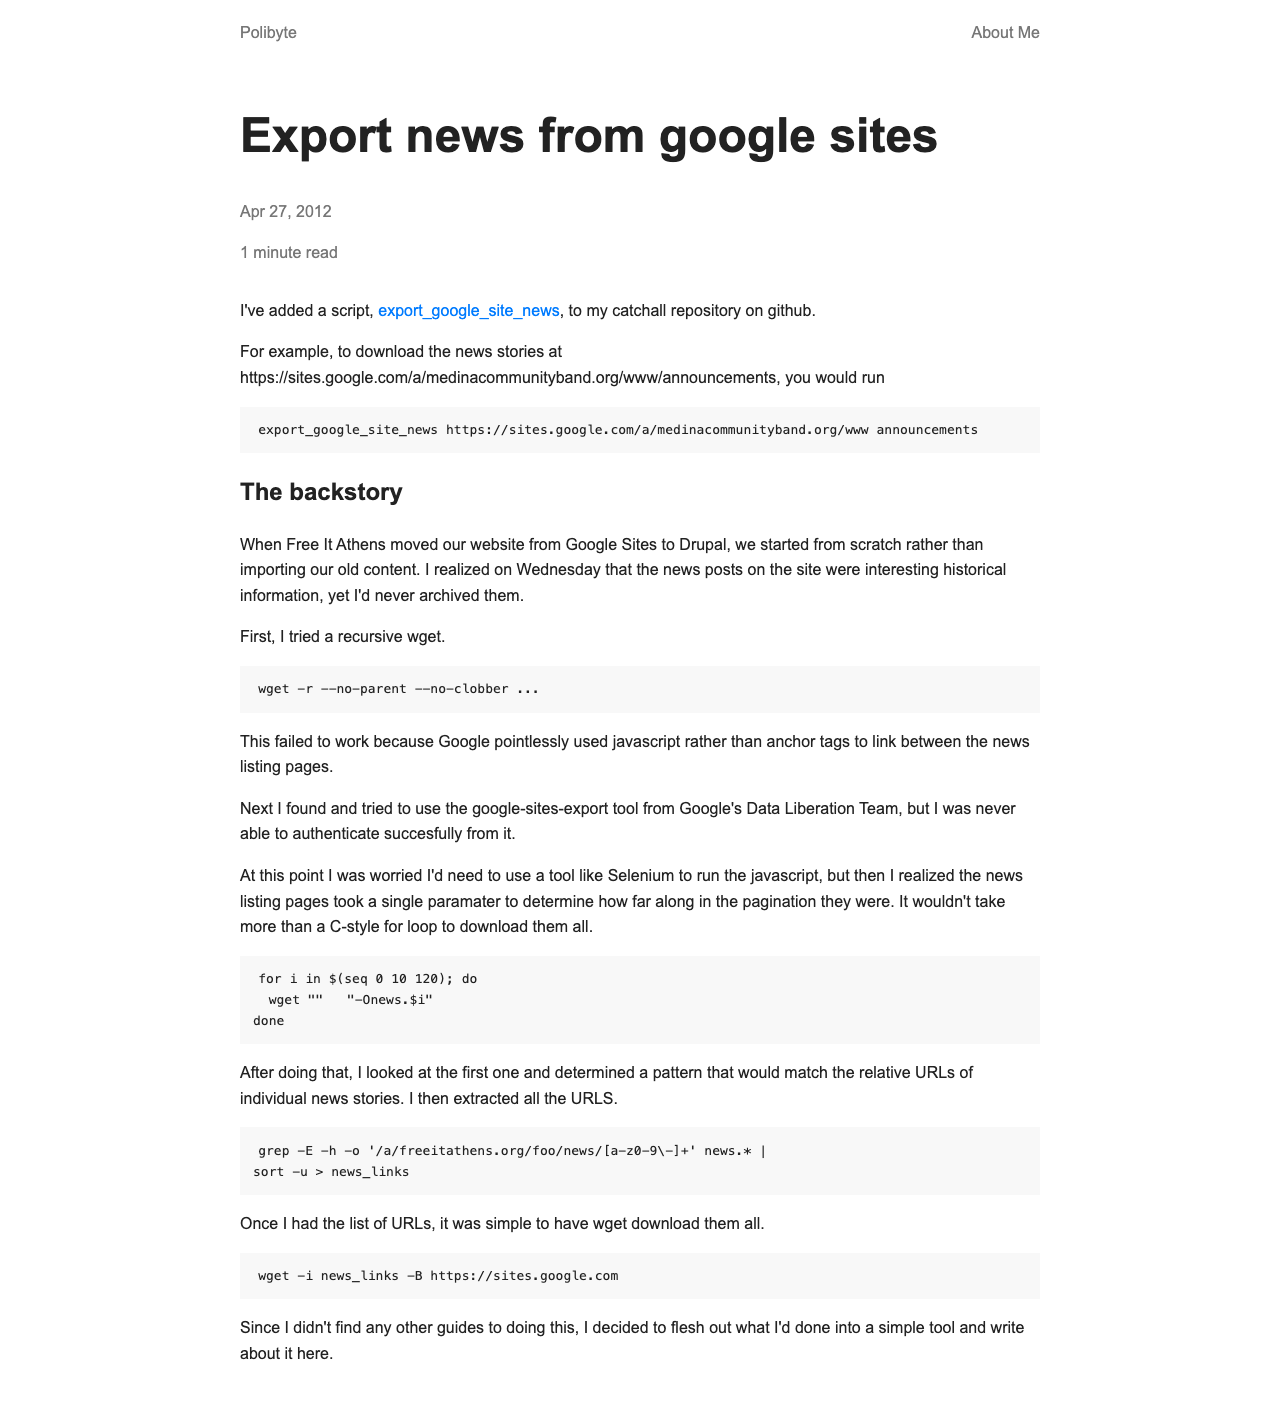 Polibyte
About Me
Export news from google sites
Apr 27, 2012
1 minute read
I've added a script, export_google_site_news, to my catchall repository on github.
For example, to download the news stories at
https://sites.google.com/a/medinacommunityband.org/www/announcements, you would run
export_google_site_news https://sites.google.com/a/medinacommunityband.org/www announcements
The backstory
When Free It Athens moved our website from Google Sites to Drupal, we started from scratch rather than
importing our old content. I realized on Wednesday that the news posts on the site were interesting historical
information, yet I'd never archived them.
First, I tried a recursive wget.
wget -r --no-parent --no-clobber ...
This failed to work because Google pointlessly used javascript rather than anchor tags to link between the news
listing pages.
Next I found and tried to use the google-sites-export tool from Google's Data Liberation Team, but I was never
able to authenticate succesfully from it.
At this point I was worried I'd need to use a tool like Selenium to run the javascript, but then I realized the news
listing pages took a single paramater to determine how far along in the pagination they were. It wouldn't take
more than a C-style for loop to download them all.
for i in $(seq 0 10 120); do
  wget ""   "-Onews.$i"
done
After doing that, I looked at the first one and determined a pattern that would match the relative URLs of
individual news stories. I then extracted all the URLS.
grep -E -h -o '/a/freeitathens.org/foo/news/[a-z0-9\-]+' news.* |
sort -u > news_links
Once I had the list of URLs, it was simple to have wget download them all.
wget -i news_links -B https://sites.google.com
Since I didn't find any other guides to doing this, I decided to flesh out what I'd done into a simple tool and write
about it here.